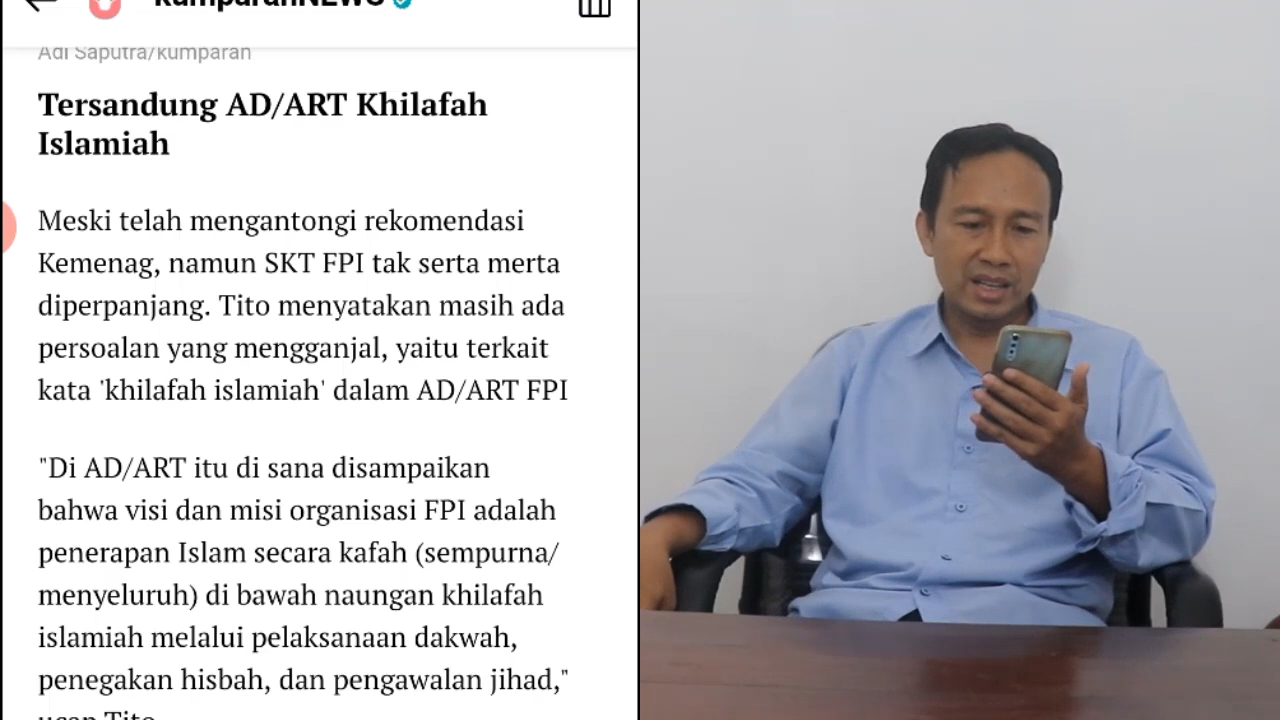 kumparanNEWS
Adi Saputra/kumparan
Tersandung AD/ART Khilafah
Islamiah
Meski telah mengantongi rekomendasi
Kemenag, namun SKT FPI tak serta merta
diperpanjang. Tito menyatakan masih ada
persoalan yang mengganjal, yaitu terkait
kata 'khilafah islamiah' dalam AD/ART FPI
"Di AD/ART itu di sana disampaikan
bahwa visi dan misi organisasi FPI adalah
penerapan Islam secara kafah (sempurna/
menyeluruh) di bawah naungan khilafah
islamiah melalui pelaksanaan dakwah,
penegakan hisbah, dan pengawalan jihad,"
ucap Tito